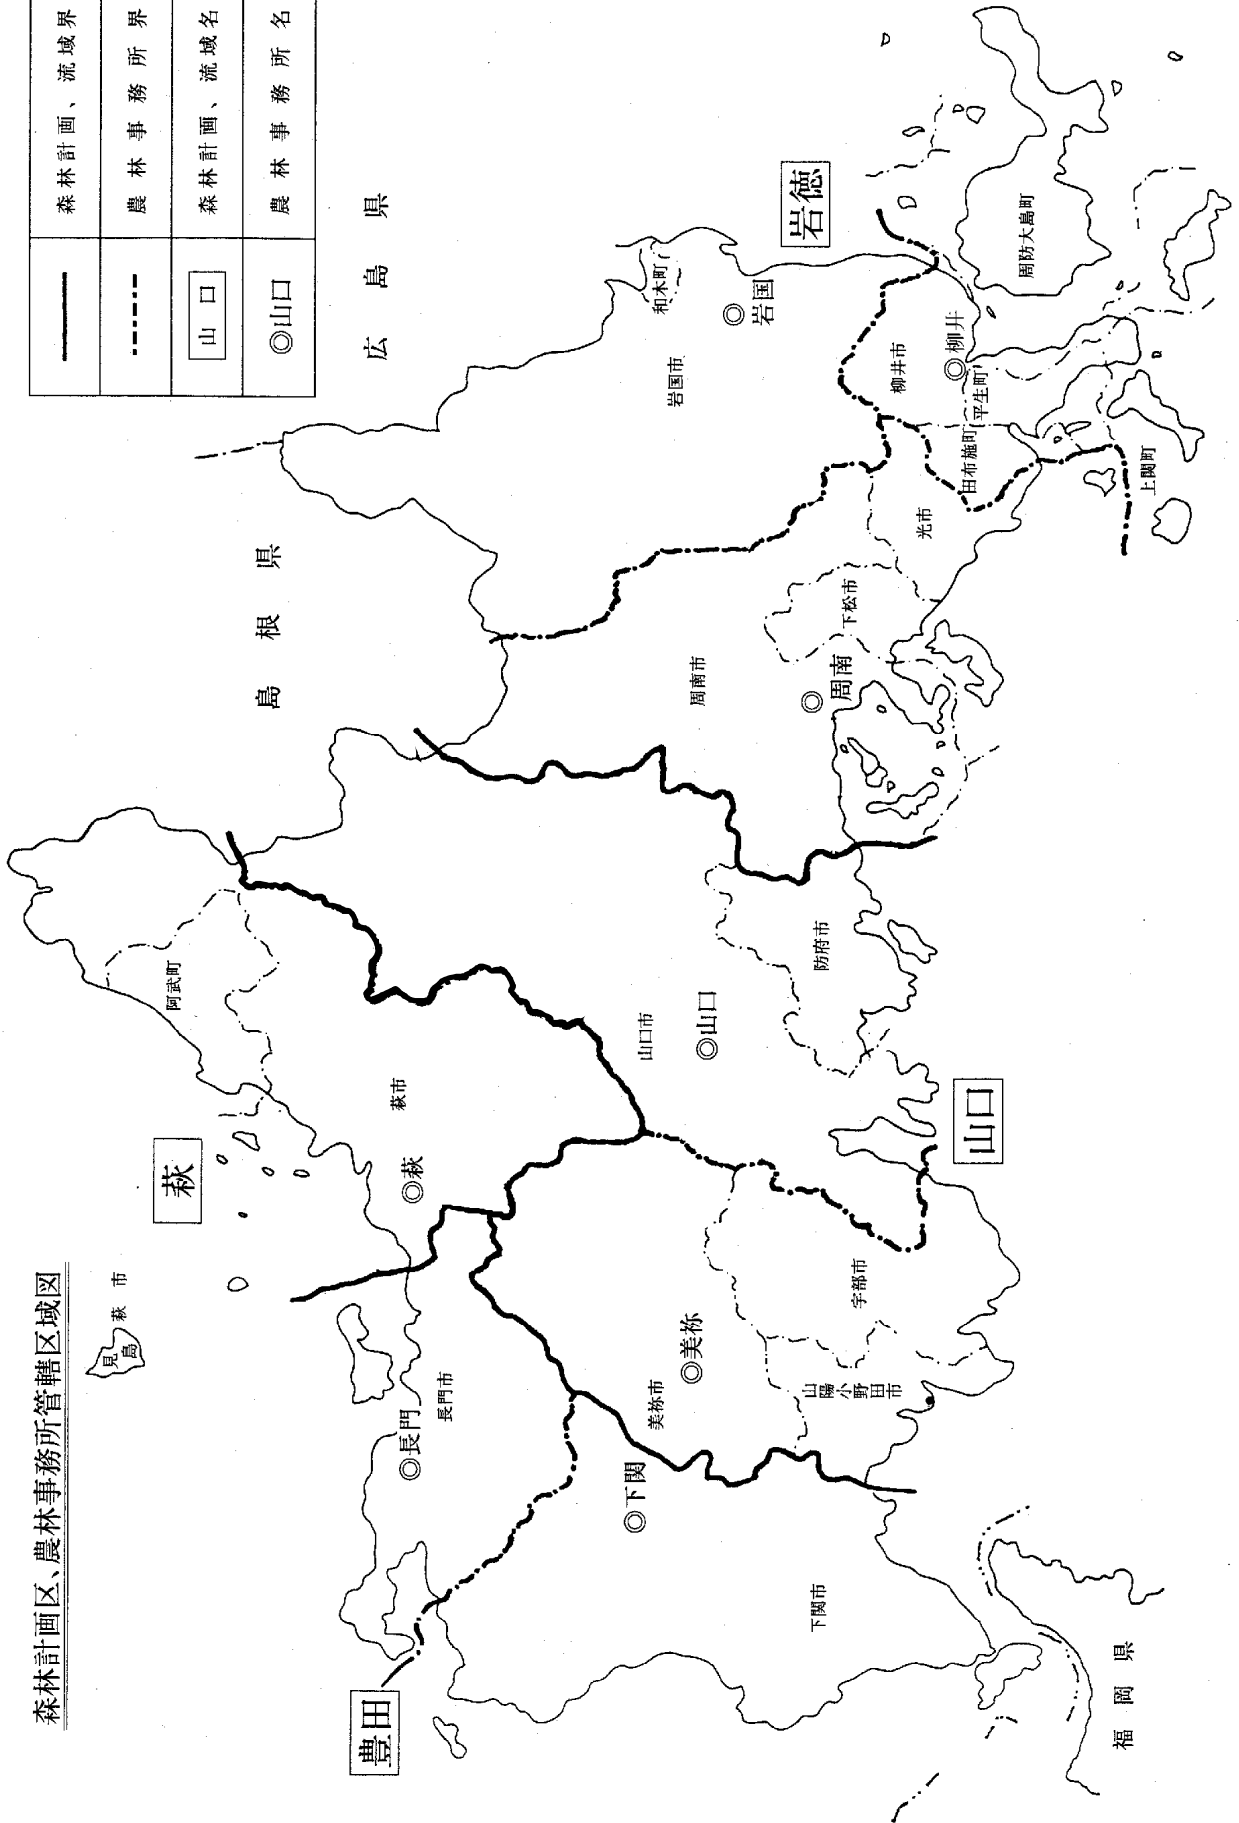 森林計画区、農林事務所管轄区域図
森林計画、流域界
農林事務所界
山口
森林計画、流域名
◎山口
農林事務所名
島根県
広島県
福岡県
萩
豊田
山口
岩徳
見島
萩市
阿武町
萩市
◎萩
長門市
◎長門
美祢市
◎美祢
◎下関
下関市
山陽小野田市
宇部市
山口市
◎山口
防府市
周南市
◎周南
下松市
光市
岩国市
◎岩国
和木町
柳井市
◎柳井
田布施町
平生町
上関町
周防大島町